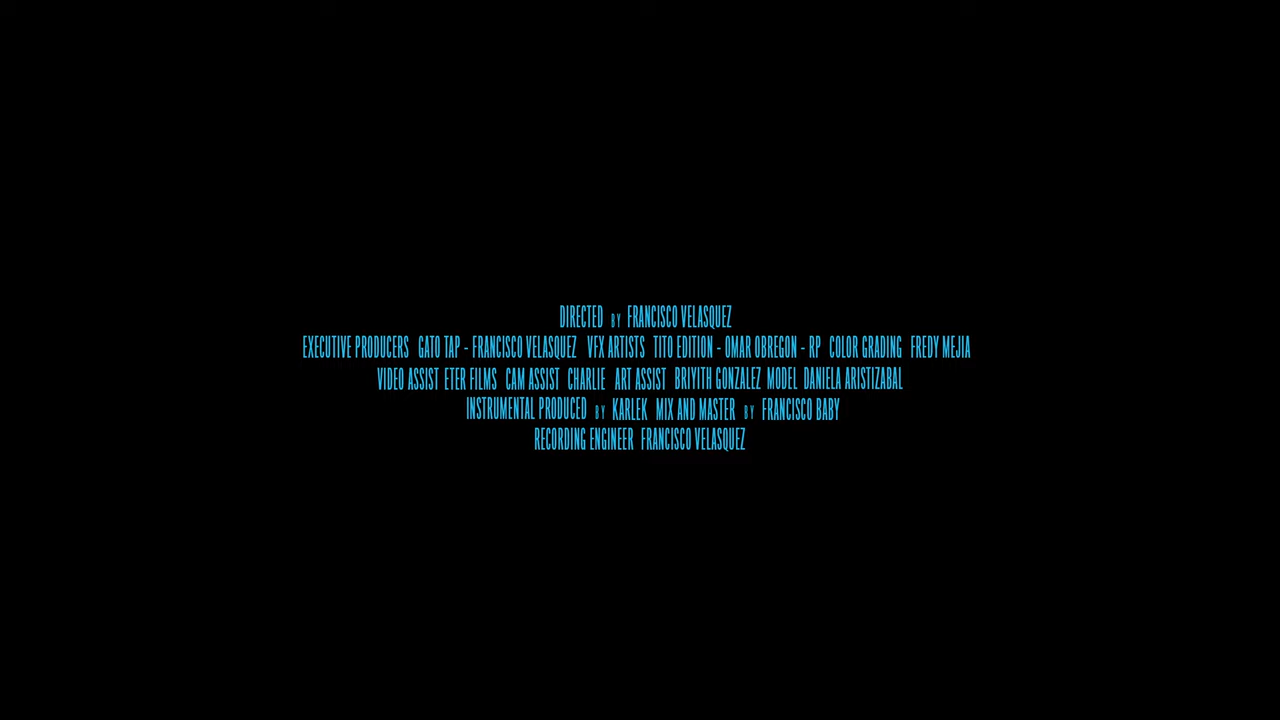 DIRECTED BY FRANCISCO VELASQUEZ
EXECUTIVE PRODUCERS GATO TAP - FRANCISCO VELASQUEZ VFX ARTISTS TITO EDITION - OMAR OBREGON - RP COLOR GRADING FREDY MEJIA
VIDEO ASSIST ETER FILMS CAM ASSIST CHARLIE ART ASSIST BRIYITH GONZALEZ MODEL DANIELA ARISTIZABAL
INSTRUMENTAL PRODUCED BY KARLEK MIX AND MASTER BY FRANCISCO BABY
RECORDING ENGINEER FRANCISCO VELASQUEZ